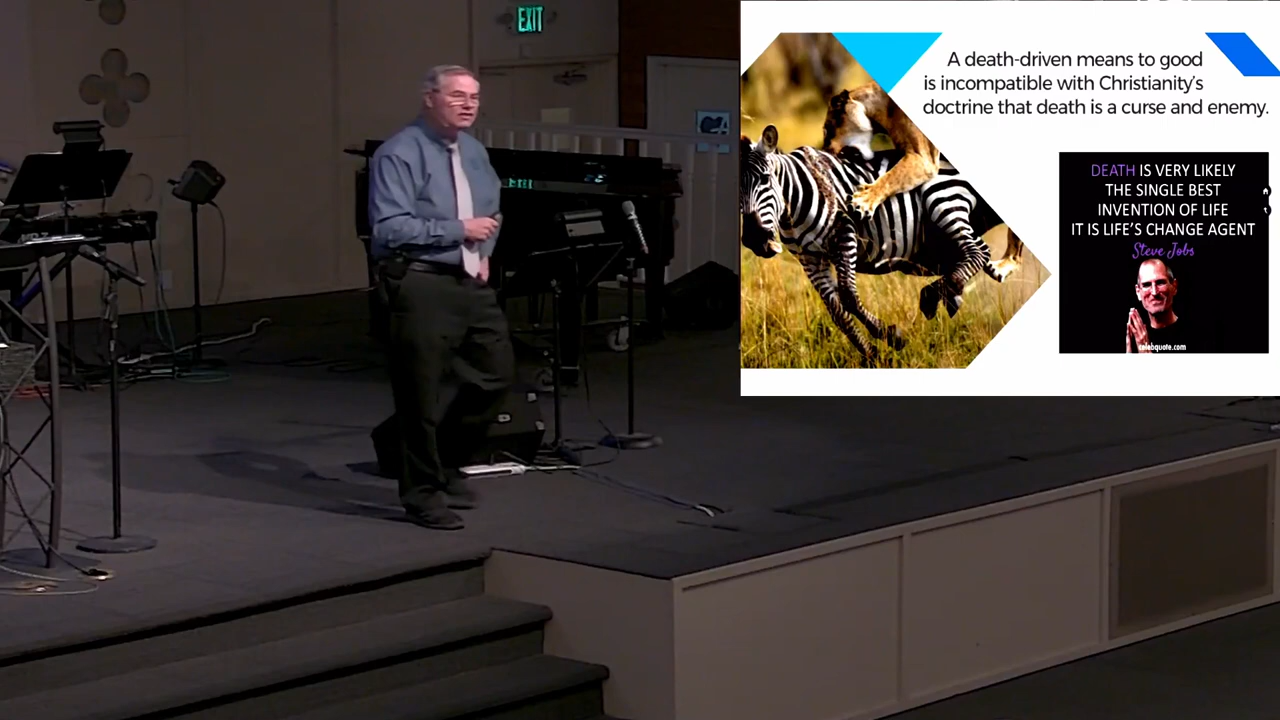 EXIT
A death-driven means to good
is incompatible with Christianity's
doctrine that death is a curse and enemy.
DEATH IS VERY LIKELY
THE SINGLE BEST
INVENTION OF LIFE
IT IS LIFE'S CHANGE AGENT
Steve Jobs
celebquote.com